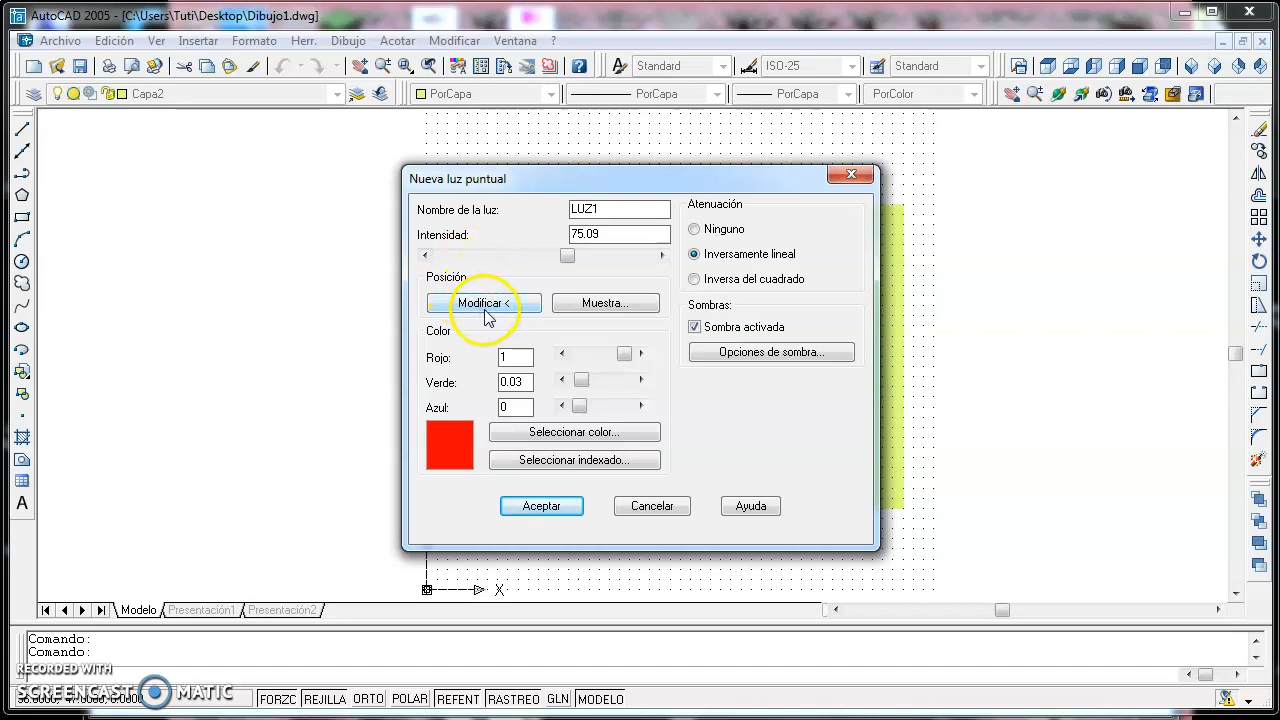 AutoCAD 2005 - [C:\Users\Tuti\Desktop\Dibujo1.dwg]
Archivo Edición Ver Insertar Formato Herr. Dibujo Acotar Modificar Ventana ?
Standard ISO-25 Standard
Capa2 PorCapa PorCapa PorCapa PorColor
Nueva luz puntual
Nombre de la luz: LUZ1
Intensidad: 75.09
Posición
Modificar < Muestra...
Color
Rojo: 1
Verde: 0.03
Azul: 0
Seleccionar color...
Seleccionar indexado...
Atenuación
Ninguno
Inversamente lineal
Inversa del cuadrado
Sombras:
Sombra activada
Opciones de sombra...
Aceptar Cancelar Ayuda
X
Modelo Presentación1 Presentación2
Comando:
Comando:
RECORDED WITH
SCREENCAST MATIC
FORZC REJILLA ORTO POLAR REFENT RASTREO GLN MODELO